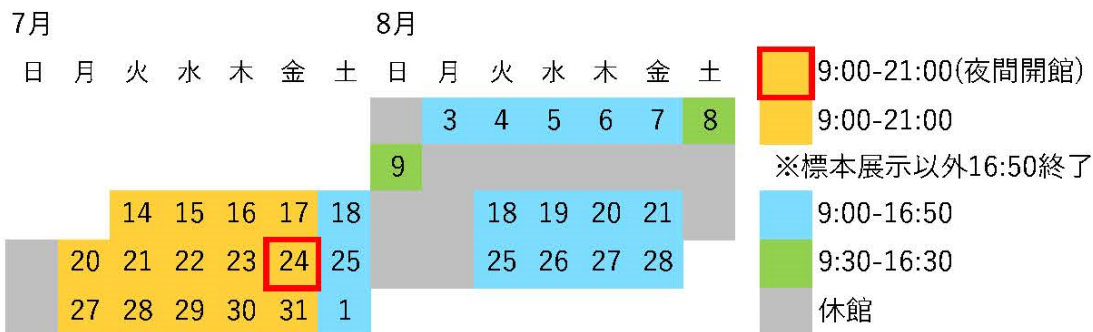 7月
日 月 火 水 木 金 土
14 15 16 17 18
20 21 22 23 24 25
27 28 29 30 31 1
8月
日 月 火 水 木 金 土
3 4 5 6 7 8
9
18 19 20 21
25 26 27 28
9:00-21:00(夜間開館)
9:00-21:00
※標本展示以外16:50終了
9:00-16:50
9:30-16:30
休館